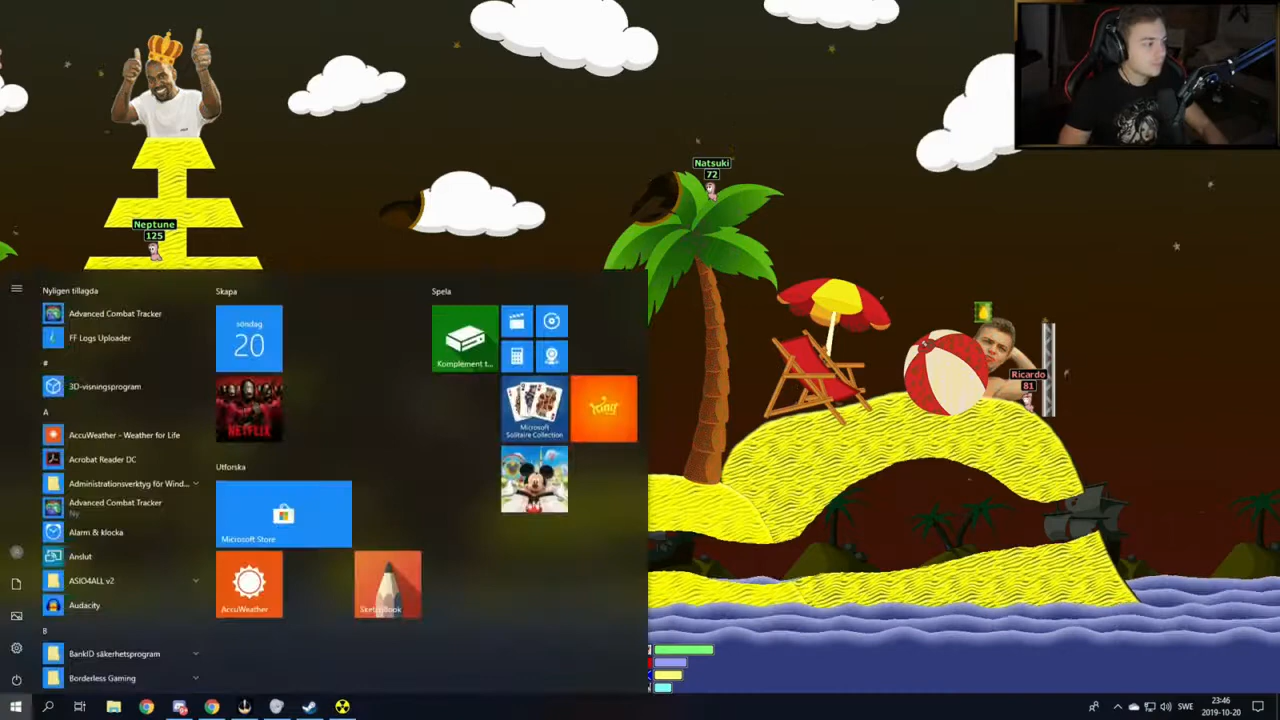 Natsuki
72
Neptune
125
Ricardo
81
Nyligen tillagda
Advanced Combat Tracker
FF Logs Uploader
#
3D-visningsprogram
A
AccuWeather - Weather for Life
Acrobat Reader DC
Administrationsverktyg för Wind...
Advanced Combat Tracker
Ny
Alarm & klocka
Anslut
ASIO4ALL v2
Audacity
B
BankID säkerhetsprogram
Borderless Gaming
Skapa
söndag
20
NETFLIX
Utforska
Microsoft Store
AccuWeather
SketchBook
Spela
Komplement t...
Microsoft
Solitaire Collection
King
SWE
23:46
2019-10-20